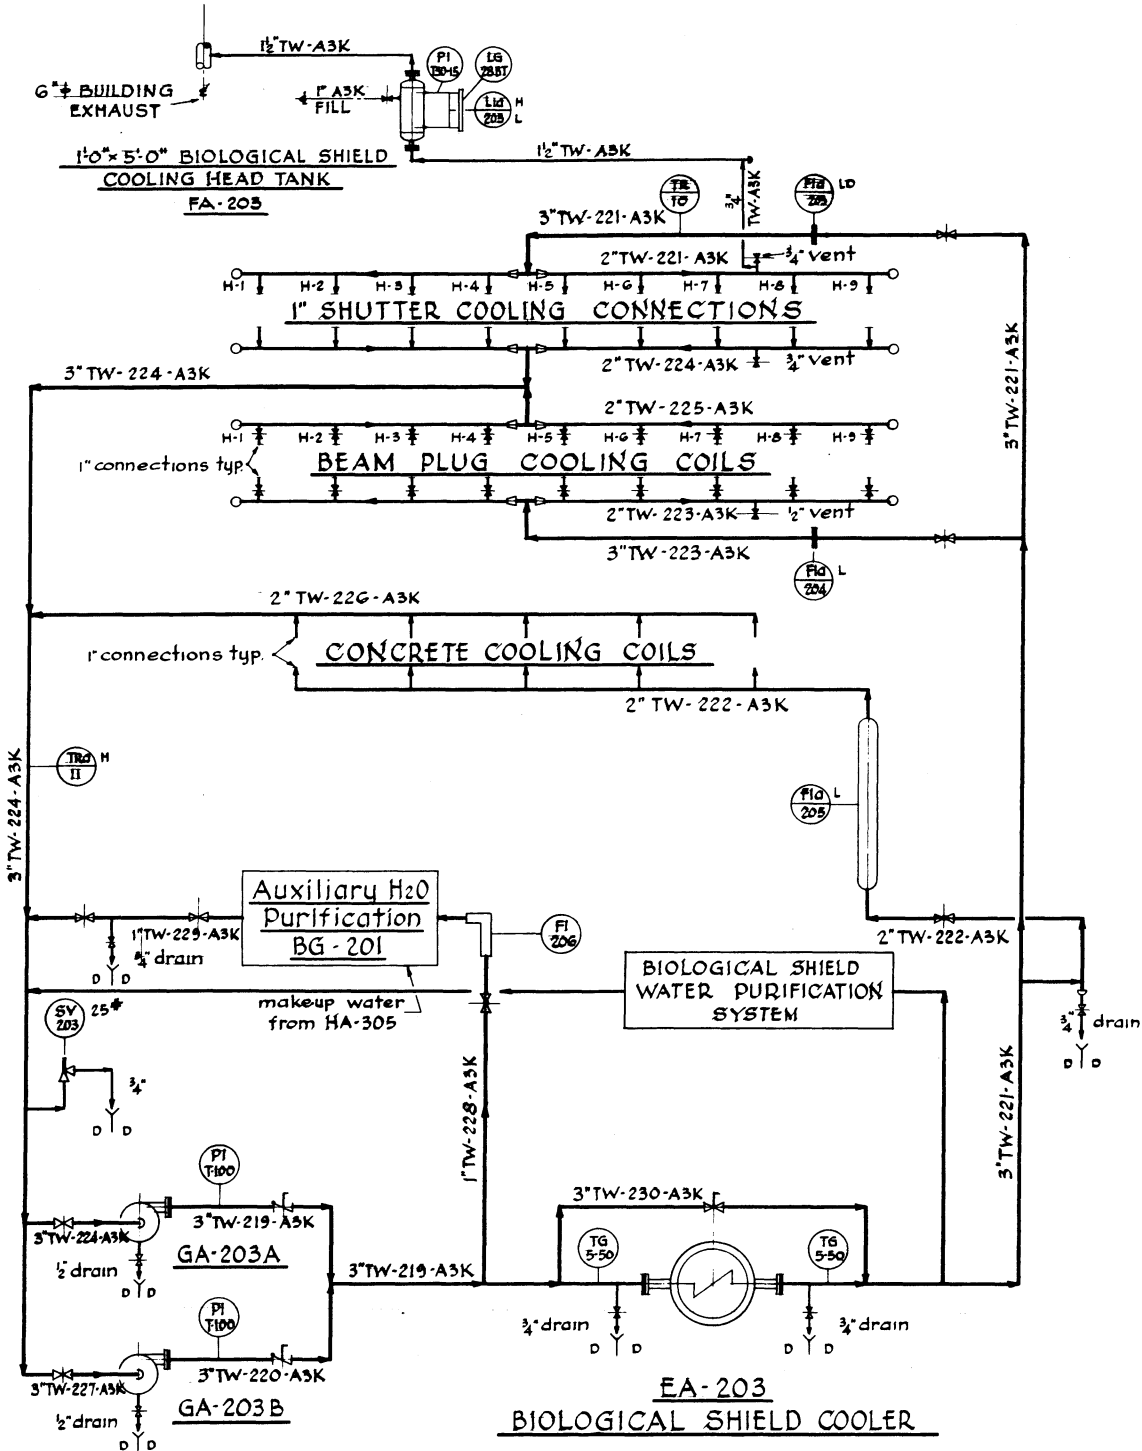 1½"TW-A3K
6"ϕ BUILDING
EXHAUST
1" A3K
FILL
PI
T30-15
LG
LId
203
H
L
1'-0" x 5'-0" BIOLOGICAL SHIELD
COOLING HEAD TANK
FA-203
1½"TW-A3K
¾"
TW-A3K
TR
10
FId
203
LO
3"TW-221-A3K
2"TW-221-A3K
¾" vent
H-1 H-2 H-3 H-4 H-5 H-6 H-7 H-8 H-9
1" SHUTTER COOLING CONNECTIONS
2"TW-224-A3K
¾" vent
3"TW-224-A3K
3"TW-221-A3K
2"TW-225-A3K
H-1 H-2 H-3 H-4 H-5 H-6 H-7 H-8 H-9
1" connections typ.
BEAM PLUG COOLING COILS
2"TW-223-A3K
½" vent
3"TW-223-A3K
FId
204
L
2" TW-226-A3K
1" connections typ.
CONCRETE COOLING COILS
2" TW-222-A3K
TRd
11
H
3"TW-224-A3K
FId
205
L
Auxiliary H2O
Purification
BG-201
1"TW-229-A3K
¾" drain
D D
FI
206
2"TW-222-A3K
BIOLOGICAL SHIELD
WATER PURIFICATION
SYSTEM
makeup water
from HA-305
SV
203
25#
¾" drain
D D
¾"
D D
1"TW-228-A3K
3"TW-221-A3K
PI
T-100
3"TW-230-A3K
3"TW-219-A3K
3"TW-224-A3K
GA-203A
½" drain
D D
3"TW-219-A3K
TG
5-50
TG
5-50
PI
T-100
¾" drain
D D
¾" drain
D D
3"TW-220-A3K
3"TW-227-A3K
GA-203B
½" drain
D D
EA-203
BIOLOGICAL SHIELD COOLER